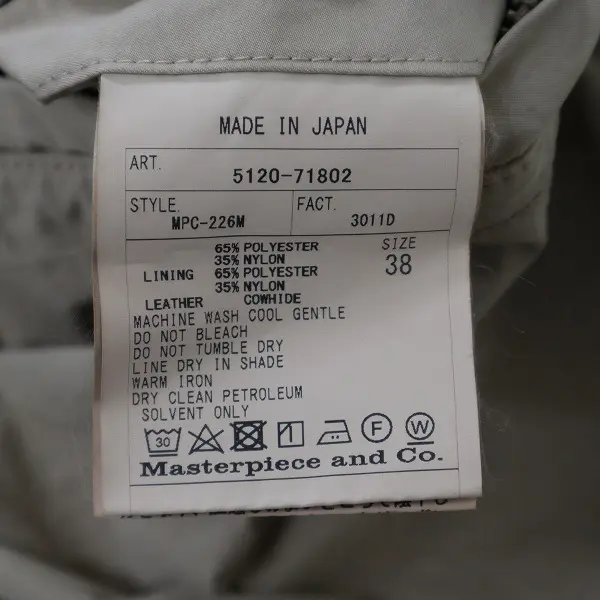 MADE IN JAPAN
ART.
5120-71802
STYLE. FACT.
MPC-226M 3011D
65% POLYESTER SIZE
35% NYLON 38
LINING 65% POLYESTER
35% NYLON
LEATHER COWHIDE
MACHINE WASH COOL GENTLE
DO NOT BLEACH
DO NOT TUMBLE DRY
LINE DRY IN SHADE
WARM IRON
DRY CLEAN PETROLEUM
SOLVENT ONLY
30 F W
Masterpiece and Co.